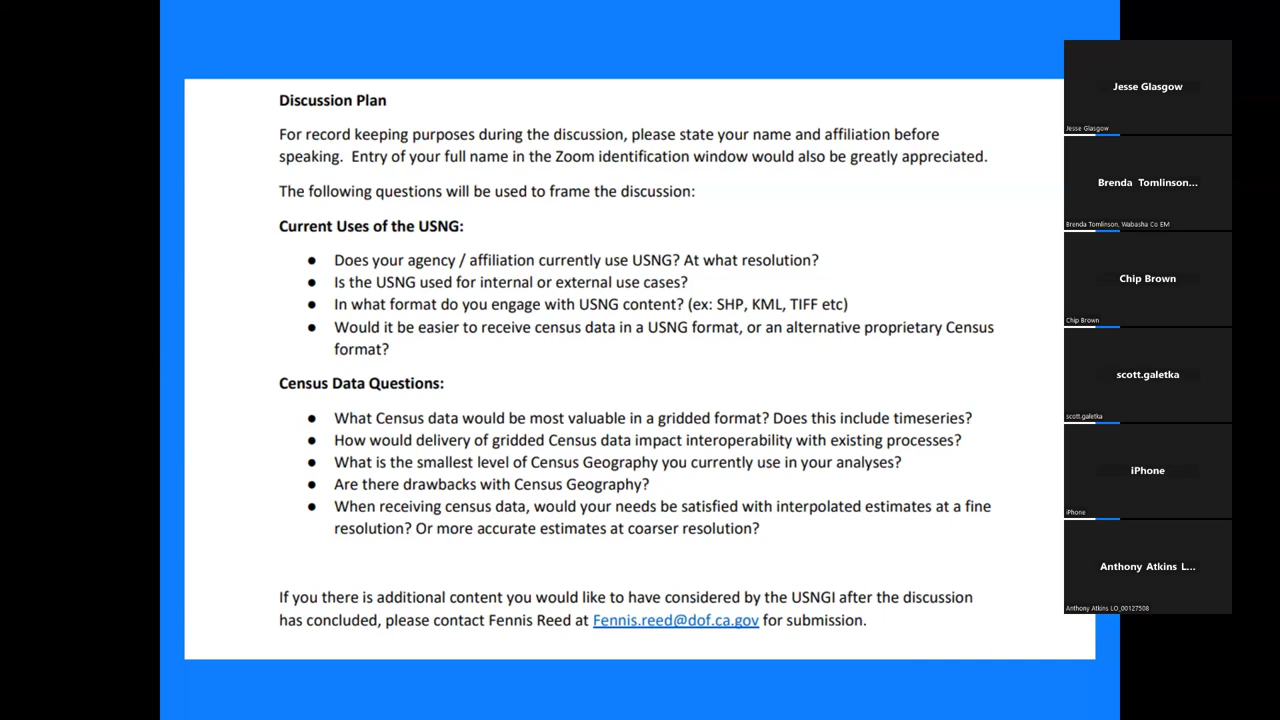 Discussion Plan
For record keeping purposes during the discussion, please state your name and affiliation before
speaking. Entry of your full name in the Zoom identification window would also be greatly appreciated.
The following questions will be used to frame the discussion:
Current Uses of the USNG:
● Does your agency / affiliation currently use USNG? At what resolution?
● Is the USNG used for internal or external use cases?
● In what format do you engage with USNG content? (ex: SHP, KML, TIFF etc)
● Would it be easier to receive census data in a USNG format, or an alternative proprietary Census
format?
Census Data Questions:
● What Census data would be most valuable in a gridded format? Does this include timeseries?
● How would delivery of gridded Census data impact interoperability with existing processes?
● What is the smallest level of Census Geography you currently use in your analyses?
● Are there drawbacks with Census Geography?
● When receiving census data, would your needs be satisfied with interpolated estimates at a fine
resolution? Or more accurate estimates at coarser resolution?
If you there is additional content you would like to have considered by the USNGI after the discussion
has concluded, please contact Fennis Reed at Fennis.reed@dof.ca.gov for submission.
Jesse Glasgow
Jesse Glasgow
Brenda Tomlinson...
Brenda Tomlinson, Wabasha Co EM
Chip Brown
Chip Brown
scott.galetka
scott.galetka
iPhone
iPhone
Anthony Atkins L...
Anthony Atkins LO_00127508